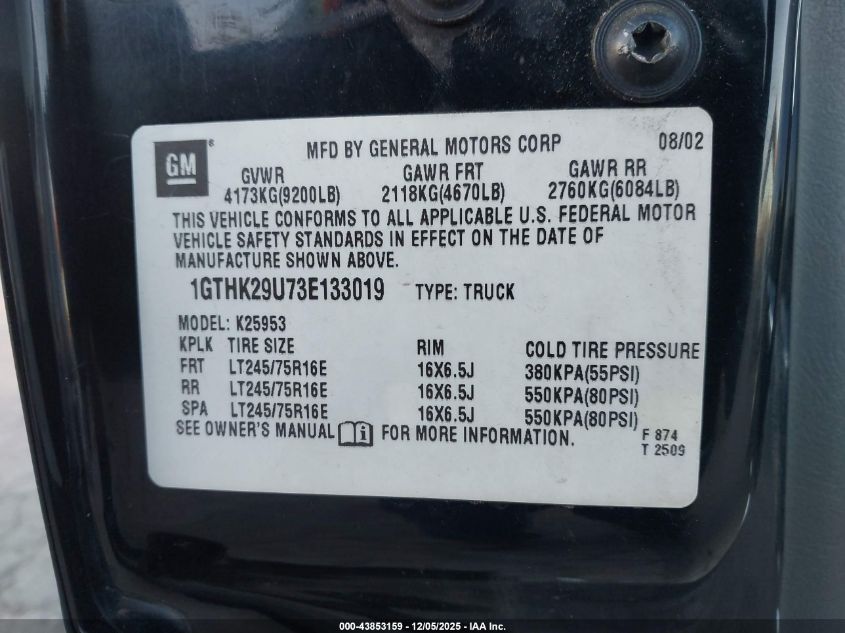 MFD BY GENERAL MOTORS CORP 08/02
GM®
GVWR GAWR FRT GAWR RR
4173KG(9200LB) 2118KG(4670LB) 2760KG(6084LB)
THIS VEHICLE CONFORMS TO ALL APPLICABLE U.S. FEDERAL MOTOR
VEHICLE SAFETY STANDARDS IN EFFECT ON THE DATE OF
MANUFACTURE SHOWN ABOVE.
1GTHK29U73E133019 TYPE: TRUCK
MODEL: K25953
KPLK TIRE SIZE RIM COLD TIRE PRESSURE
FRT LT245/75R16E 16X6.5J 380KPA(55PSI)
RR LT245/75R16E 16X6.5J 550KPA(80PSI)
SPA LT245/75R16E 16X6.5J 550KPA(80PSI)
SEE OWNER'S MANUAL i FOR MORE INFORMATION.
F 874
T 2509
000-43853159 - 12/05/2025 - IAA Inc.